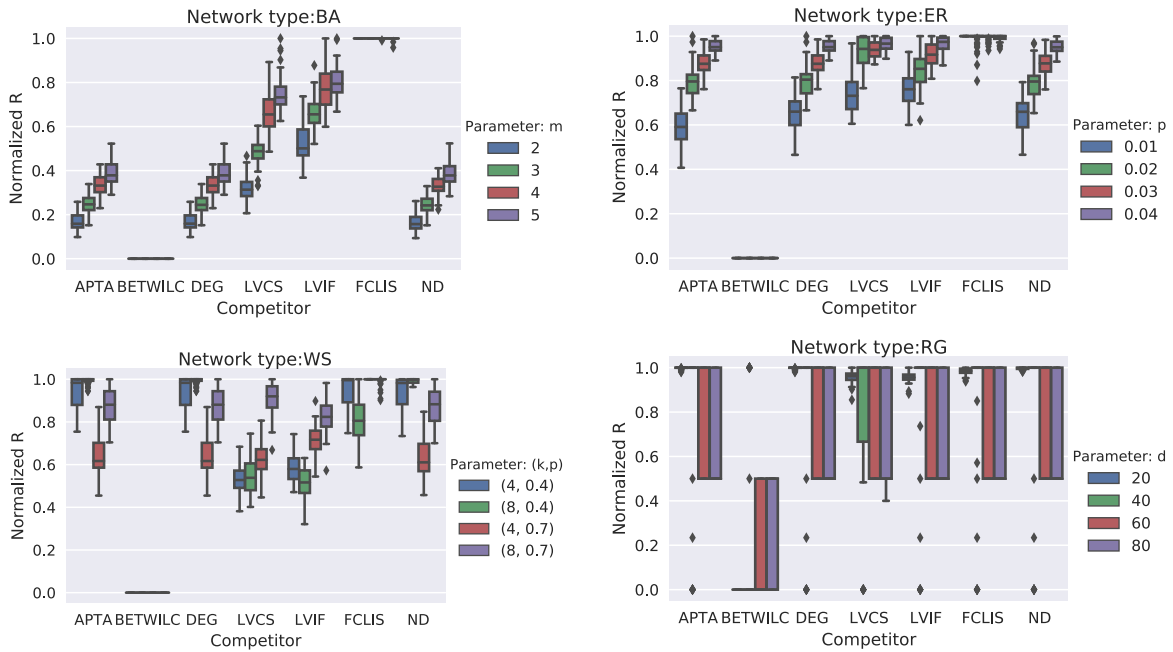 Network type:BA
Normalized R
1.0
0.8
0.6
0.4
0.2
0.0
APTA BETWILC DEG LVCS LVIF FCLIS ND
Competitor
Parameter: m
2
3
4
5
Network type:ER
Normalized R
1.0
0.8
0.6
0.4
0.2
0.0
APTA BETWILC DEG LVCS LVIF FCLIS ND
Competitor
Parameter: p
0.01
0.02
0.03
0.04
Network type:WS
Normalized R
1.0
0.8
0.6
0.4
0.2
0.0
APTA BETWILC DEG LVCS LVIF FCLIS ND
Competitor
Parameter: (k,p)
(4, 0.4)
(8, 0.4)
(4, 0.7)
(8, 0.7)
Network type:RG
Normalized R
1.0
0.8
0.6
0.4
0.2
0.0
APTA BETWILC DEG LVCS LVIF FCLIS ND
Competitor
Parameter: d
20
40
60
80